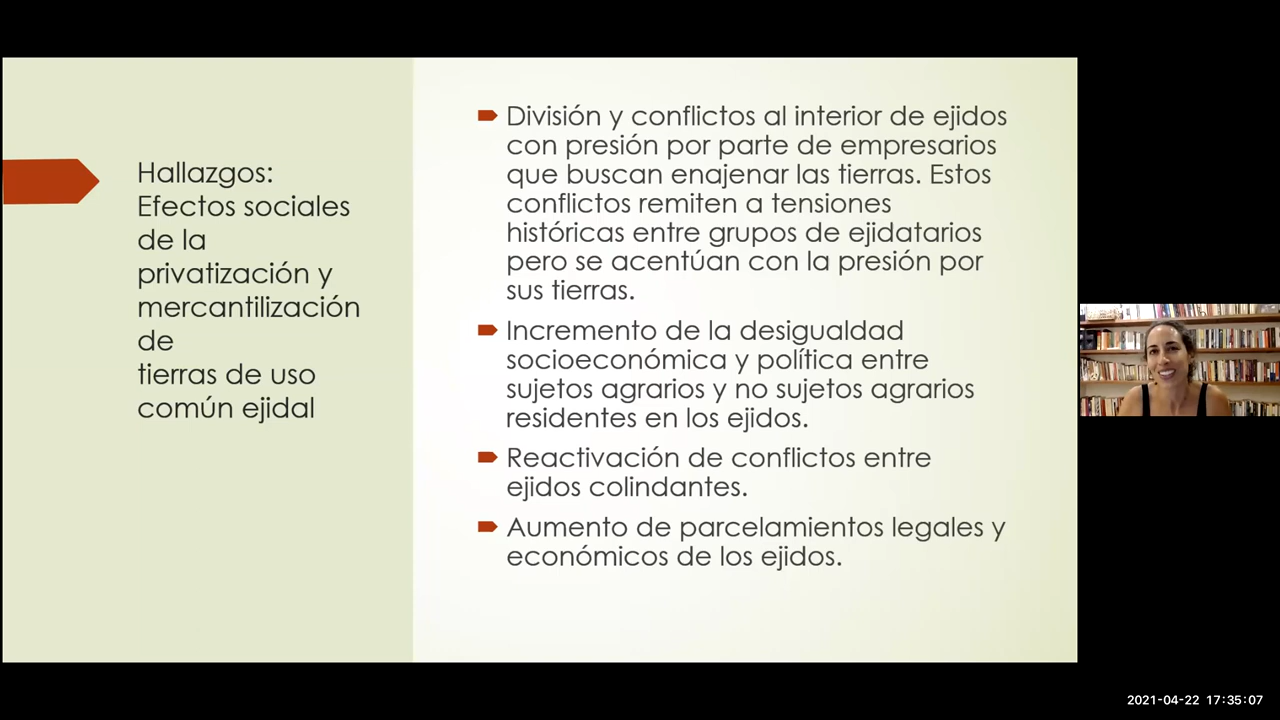 Hallazgos:
Efectos sociales
de la
privatización y
mercantilización
de
tierras de uso
común ejidal
División y conflictos al interior de ejidos
con presión por parte de empresarios
que buscan enajenar las tierras. Estos
conflictos remiten a tensiones
históricas entre grupos de ejidatarios
pero se acentúan con la presión por
sus tierras.
Incremento de la desigualdad
socioeconómica y política entre
sujetos agrarios y no sujetos agrarios
residentes en los ejidos.
Reactivación de conflictos entre
ejidos colindantes.
Aumento de parcelamientos legales y
económicos de los ejidos.
2021-04-22 17:35:07